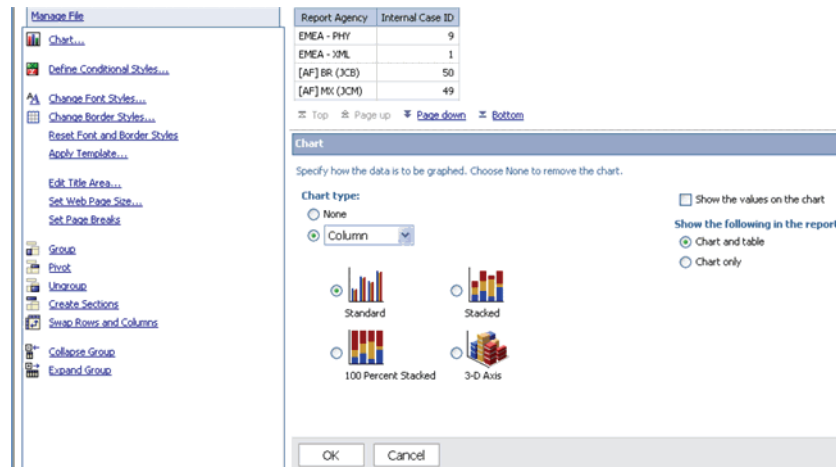 Manage File
Chart...
Define Conditional Styles...
Change Font Styles...
Change Border Styles...
Reset Font and Border Styles
Apply Template...
Edit Title Area...
Set Web Page Size...
Set Page Breaks
Group
Pivot
Ungroup
Create Sections
Swap Rows and Columns
Collapse Group
Expand Group
Report Agency Internal Case ID
EMEA - PHY 9
EMEA - XML 1
[AF] BR (JCB) 50
[AF] MX (JCM) 49
Top Page up Page down Bottom
Chart
Specify how the data is to be graphed. Choose None to remove the chart.
Chart type:
None
Column
Standard
Stacked
100 Percent Stacked
3-D Axis
Show the values on the chart
Show the following in the report
Chart and table
Chart only
OK
Cancel